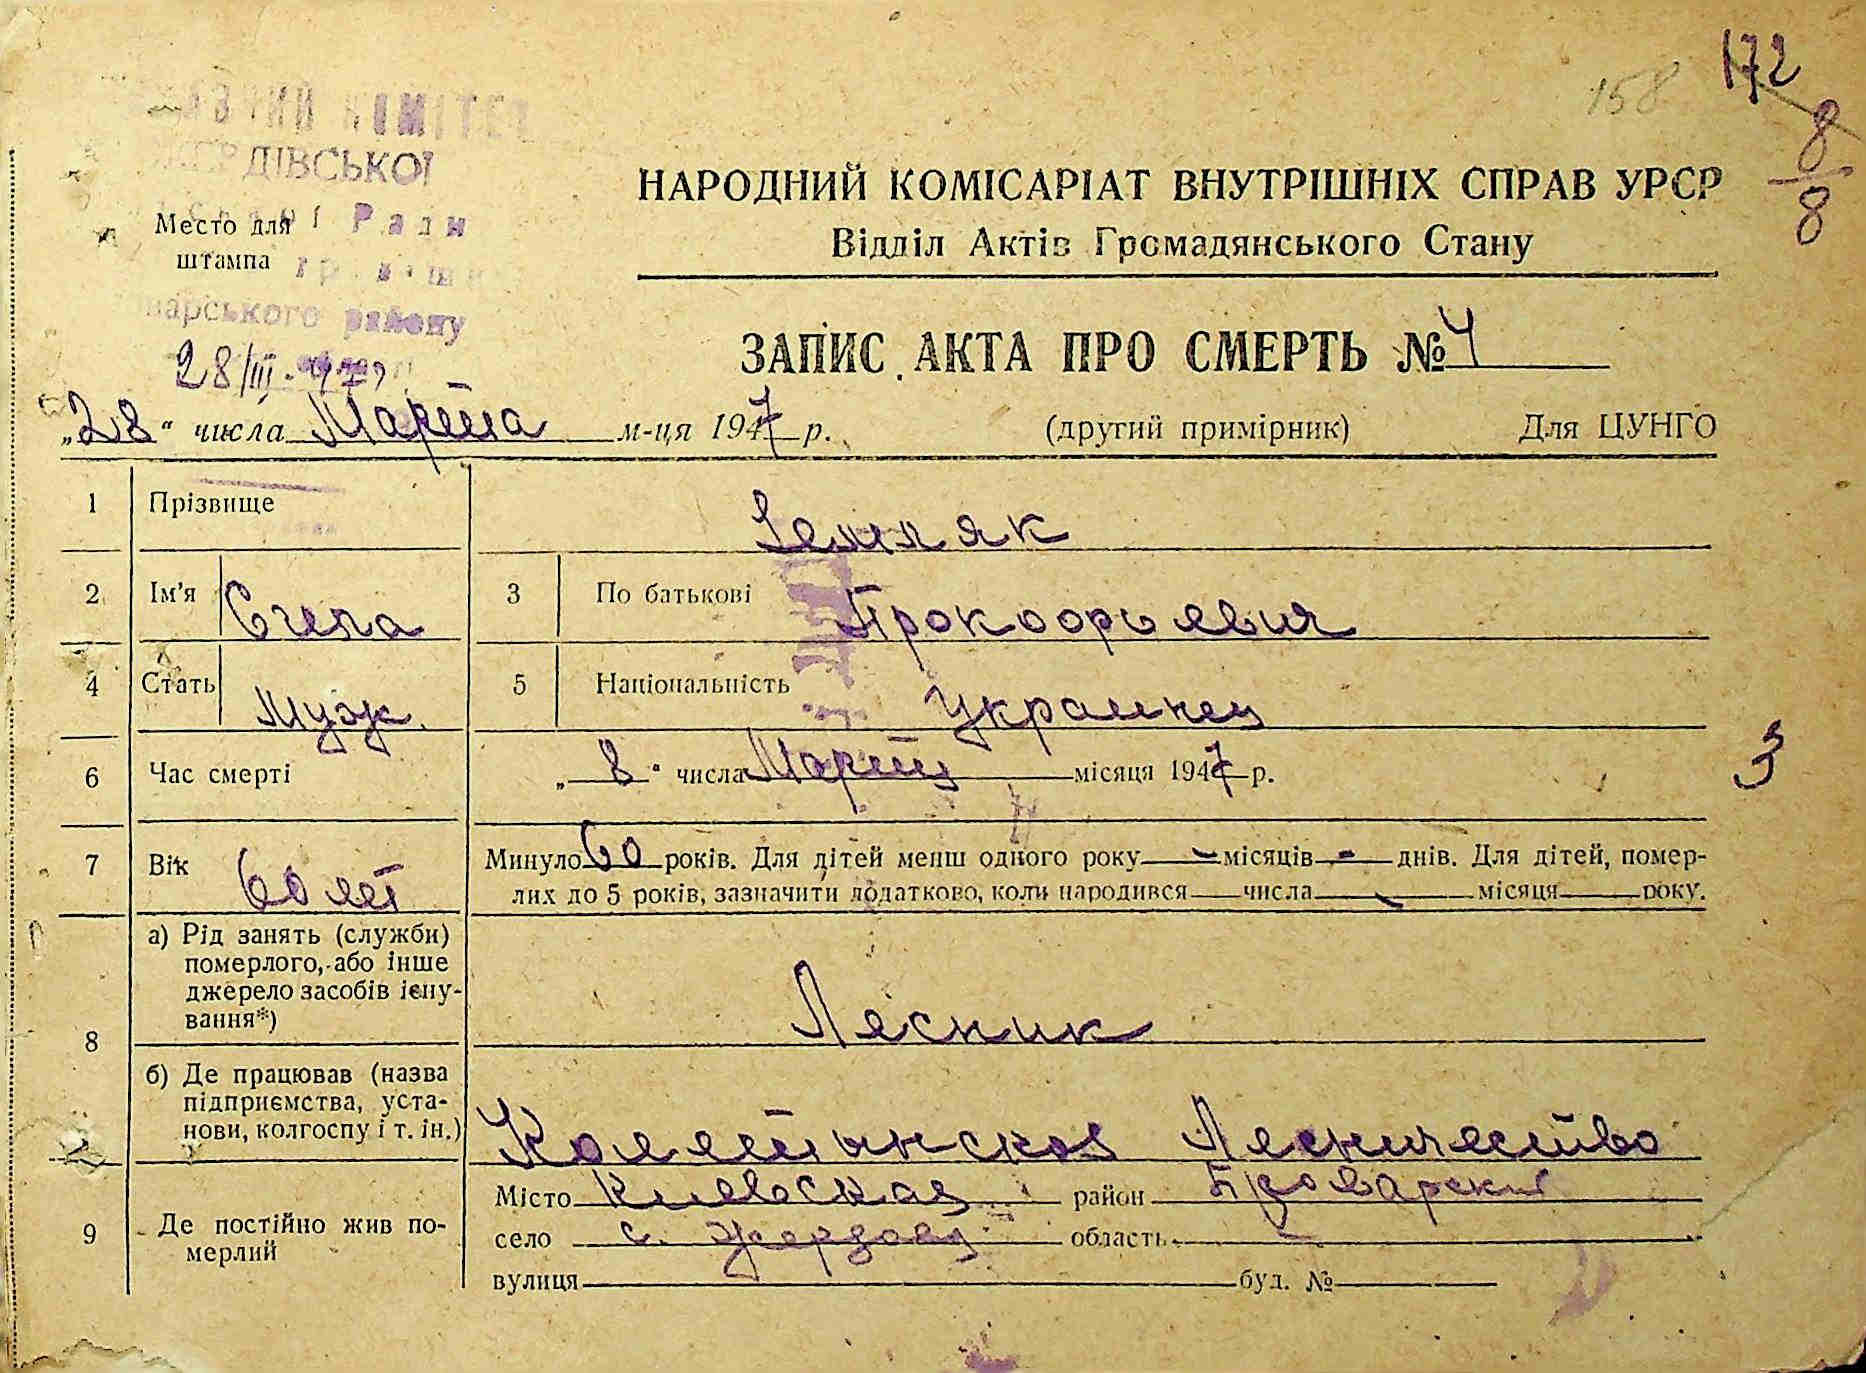 158 172
8
8
ДІВСЬКОЇ
Ради
району
НАРОДНИЙ КОМІСАРІАТ ВНУТРІШНІХ СПРАВ УРСР
Відділ Актів Громадянського Стану
Место для
штампа
28/III-47
ЗАПИС АКТА ПРО СМЕРТЬ № 4
„28“ числа Марта м-ця 1947 р. (другий примірник) Для ЦУНГО
1 Прізвище Земляк
2 Ім'я 3 По батькові
4 Стать Муж. 5 Національність Украинец
6 Час смерті „8“ числа Марта місяця 1947 р. 3
7 Вік 60 лет Минуло 60 років. Для дітей менш одного року - місяців - днів. Для дітей, помер-
лих до 5 років, зазначити додатково, коли народився числа місяця року.
8 а) Рід занять (служби)
померлого, або інше
джерело засобів існу-
вання*) Лесник
б) Де працював (назва
підприємства, уста-
нови, колгоспу і т. ін.) Лесничество
9 Де постійно жив по-
мерлий
Місто Киевская район Броварский
село с. область
вулиця буд. №